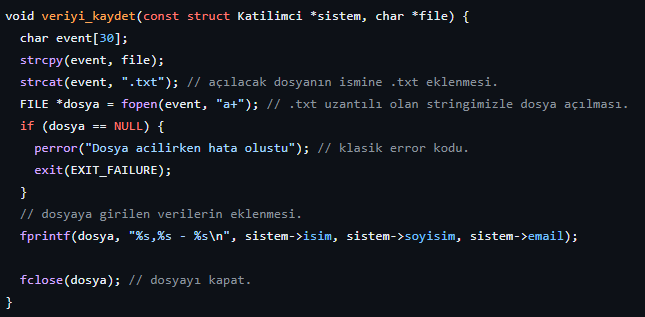 void veriyi_kaydet(const struct Katilimci *sistem, char *file) {
  char event[30];
  strcpy(event, file);
  strcat(event, ".txt"); // açılacak dosyanın ismine .txt eklenmesi.
  FILE *dosya = fopen(event, "a+"); // .txt uzantılı olan stringimizle dosya açılması.
  if (dosya == NULL) {
    perror("Dosya acilirken hata olustu"); // klasik error kodu.
    exit(EXIT_FAILURE);
  }
  // dosyaya girilen verilerin eklenmesi.
  fprintf(dosya, "%s,%s - %s\n", sistem->isim, sistem->soyisim, sistem->email);

  fclose(dosya); // dosyayı kapat.
}